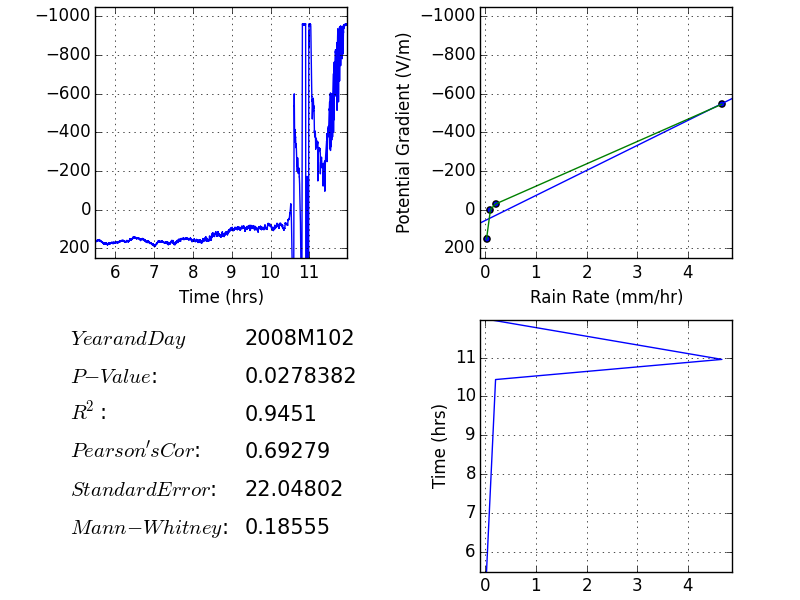 −1000
−800
−600
−400
−200
0
200
6 7 8 9 10 11
Time (hrs)
Potential Gradient (V/m)
−1000
−800
−600
−400
−200
0
200
0 1 2 3 4
Rain Rate (mm/hr)
YearandDay 2008M102
P−Value: 0.0278382
R²: 0.9451
Pearson'sCor: 0.69279
StandardError: 22.04802
Mann−Whitney: 0.18555
Time (hrs)
11
10
9
8
7
6
0 1 2 3 4